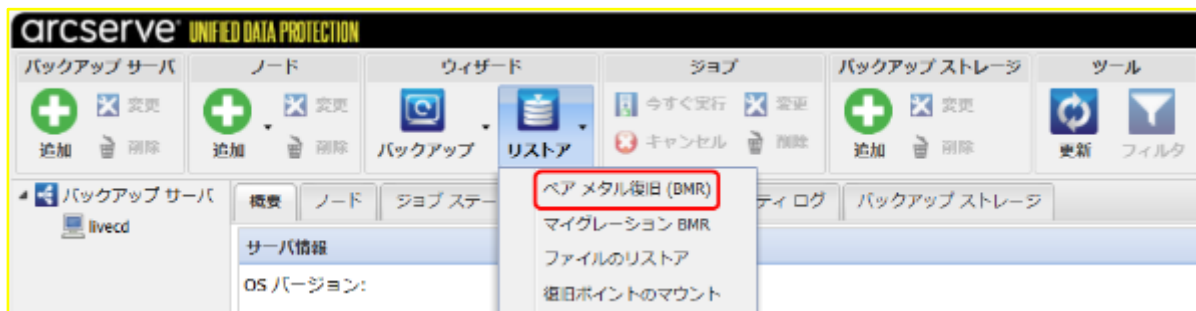 arcserve® UNIFIED DATA PROTECTION
バックアップ サーバ ノード ウィザード ジョブ バックアップ ストレージ ツール
追加 変更 削除 追加 変更 削除 バックアップ リストア 今すぐ実行 変更 キャンセル 削除 追加 変更 削除 更新 フィルタ
バックアップ サーバ
livecd
概要 ノード ジョブ ステー ティ ログ バックアップ ストレージ
サーバ情報
OS バージョン:
ベア メタル復旧 (BMR)
マイグレーション BMR
ファイルのリストア
復旧ポイントのマウント